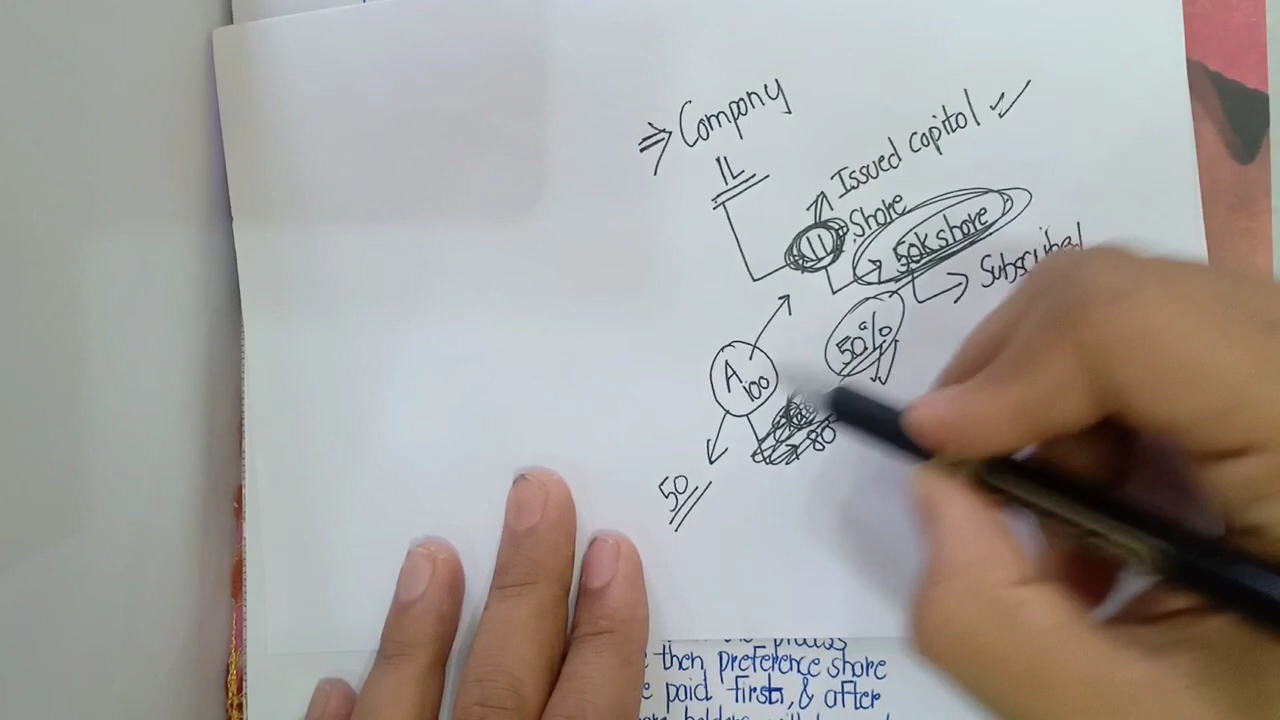 ⇒ Company
1L
Issued capital
Share
50K share
Subscribed
50%
A 100
80
50
then preference share
paid first, & after